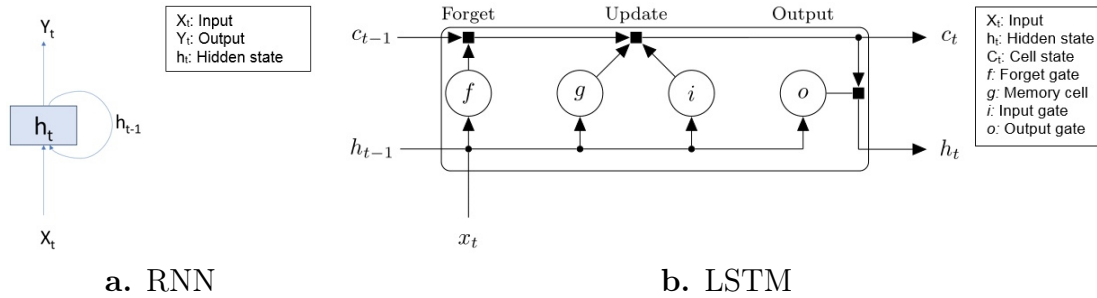 Yt
Xt: Input
Yt: Output
ht: Hidden state
ht
ht-1
Xt
a. RNN
Forget Update Output
ct−1
ct
f
g
i
o
ht−1
ht
xt
Xt: Input
ht: Hidden state
Ct: Cell state
f: Forget gate
g: Memory cell
i: Input gate
o: Output gate
b. LSTM